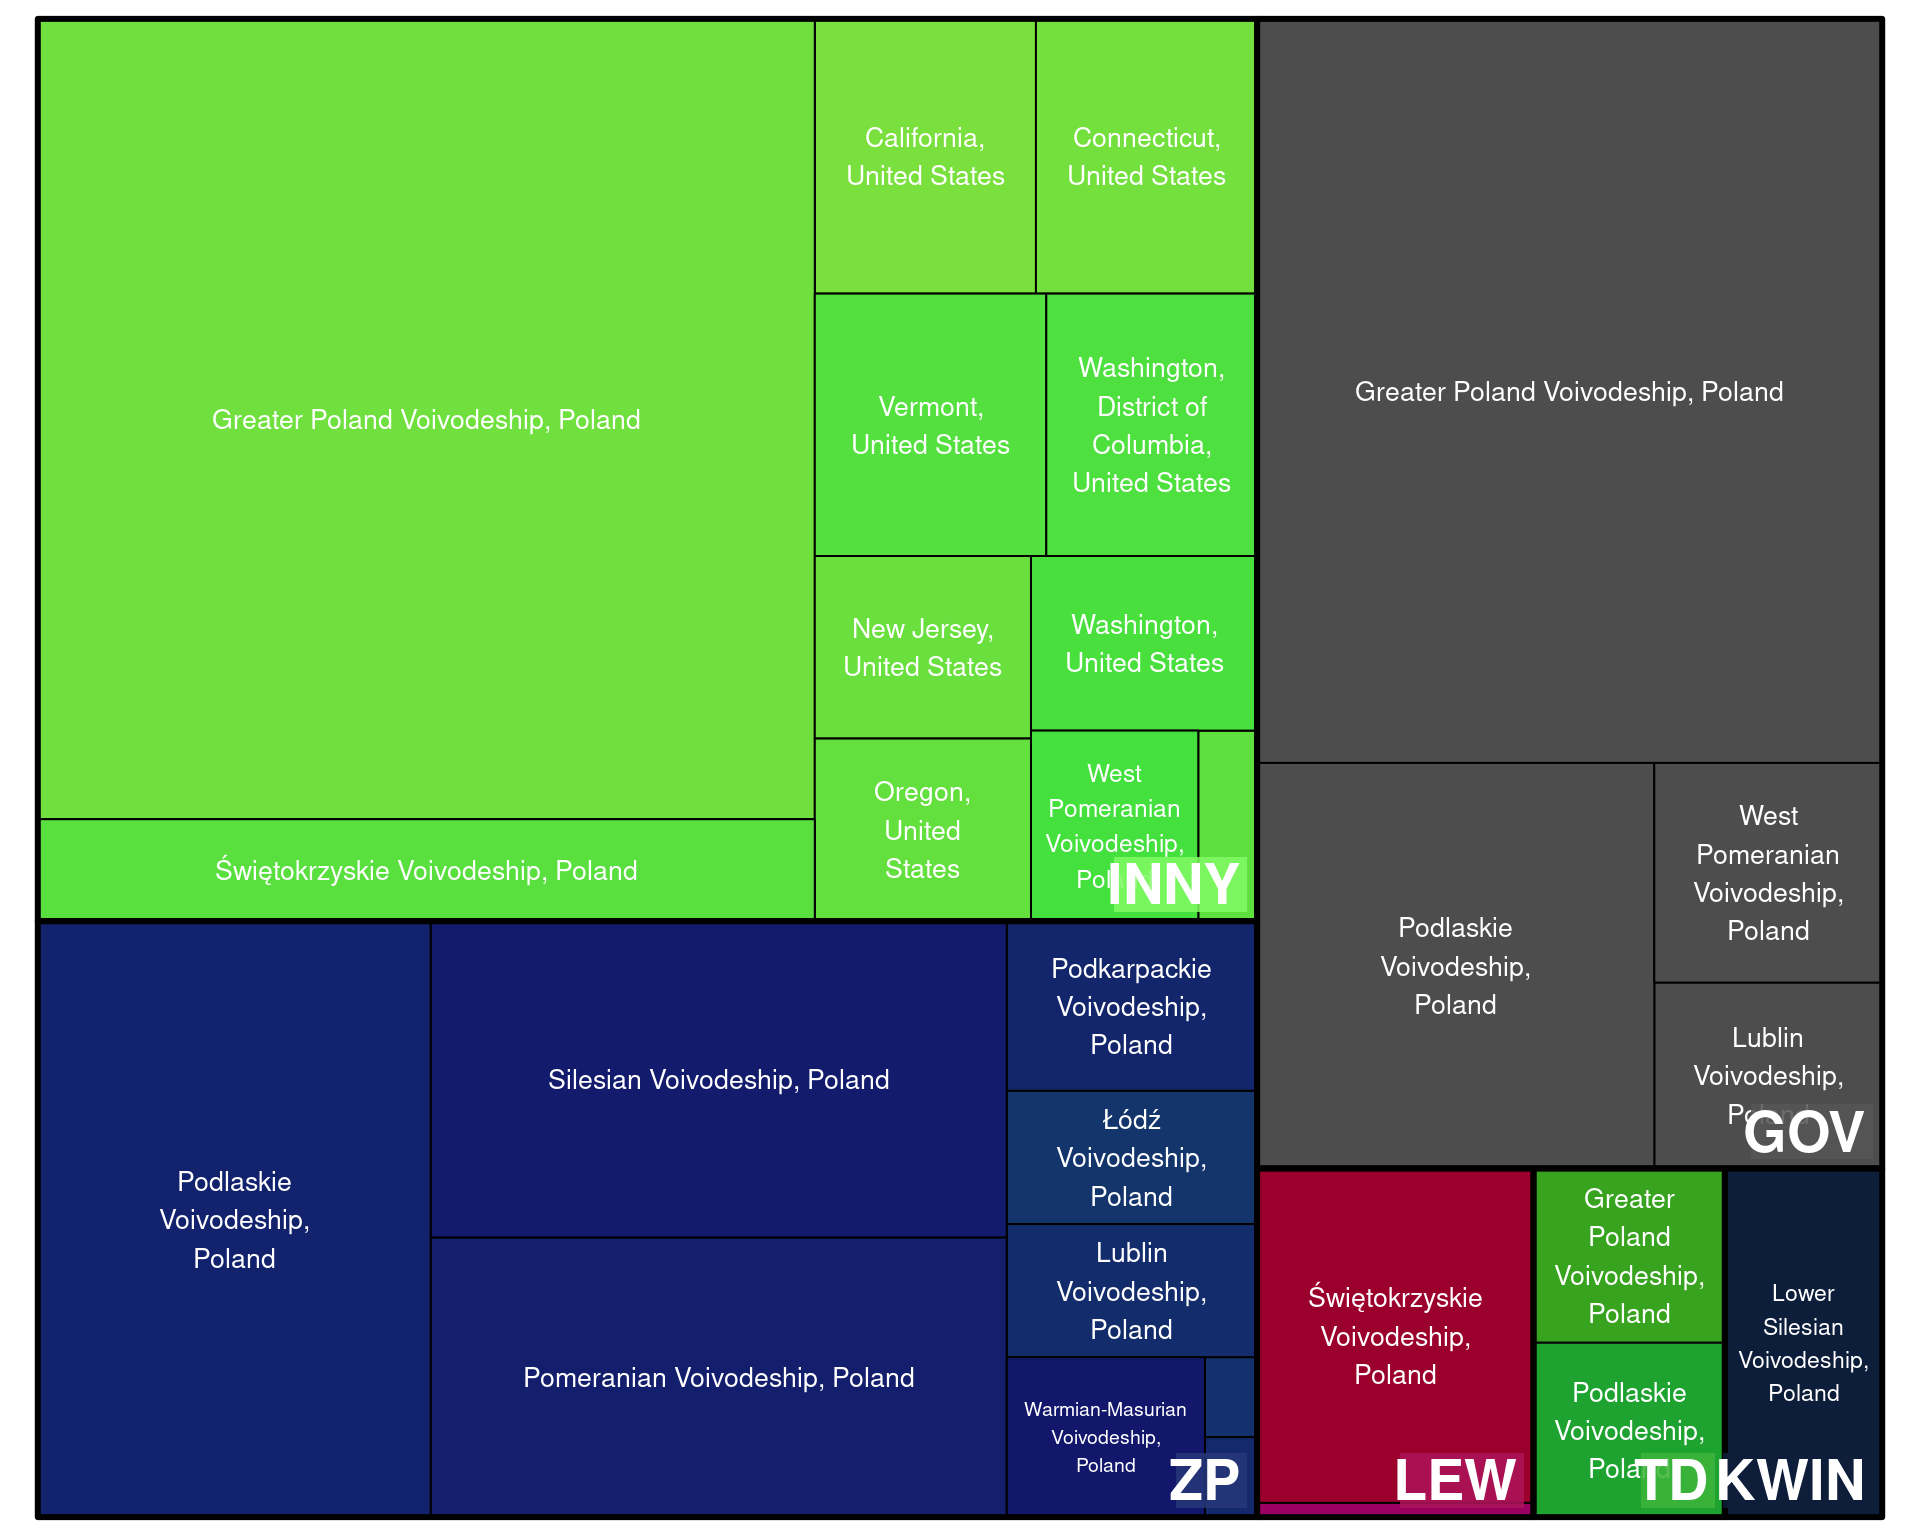 Greater Poland Voivodeship, Poland
Świętokrzyskie Voivodeship, Poland
California,
United States
Connecticut,
United States
Vermont,
United States
Washington,
District of
Columbia,
United States
New Jersey,
United States
Washington,
United States
Oregon,
United
States
West
Pomeranian
Voivodeship,
INNY
Podlaskie
Voivodeship,
Poland
Silesian Voivodeship, Poland
Pomeranian Voivodeship, Poland
Podkarpackie
Voivodeship,
Poland
Łódź
Voivodeship,
Poland
Lublin
Voivodeship,
Poland
Warmian-Masurian
Voivodeship,
Poland
ZP
Greater Poland Voivodeship, Poland
Podlaskie
Voivodeship,
Poland
West
Pomeranian
Voivodeship,
Poland
Lublin
Voivodeship,
GOV
Świętokrzyskie
Voivodeship,
Poland
LEW
Greater
Poland
Voivodeship,
Poland
Podlaskie
Voivodeship,
TD
Lower
Silesian
Voivodeship,
Poland
KWIN